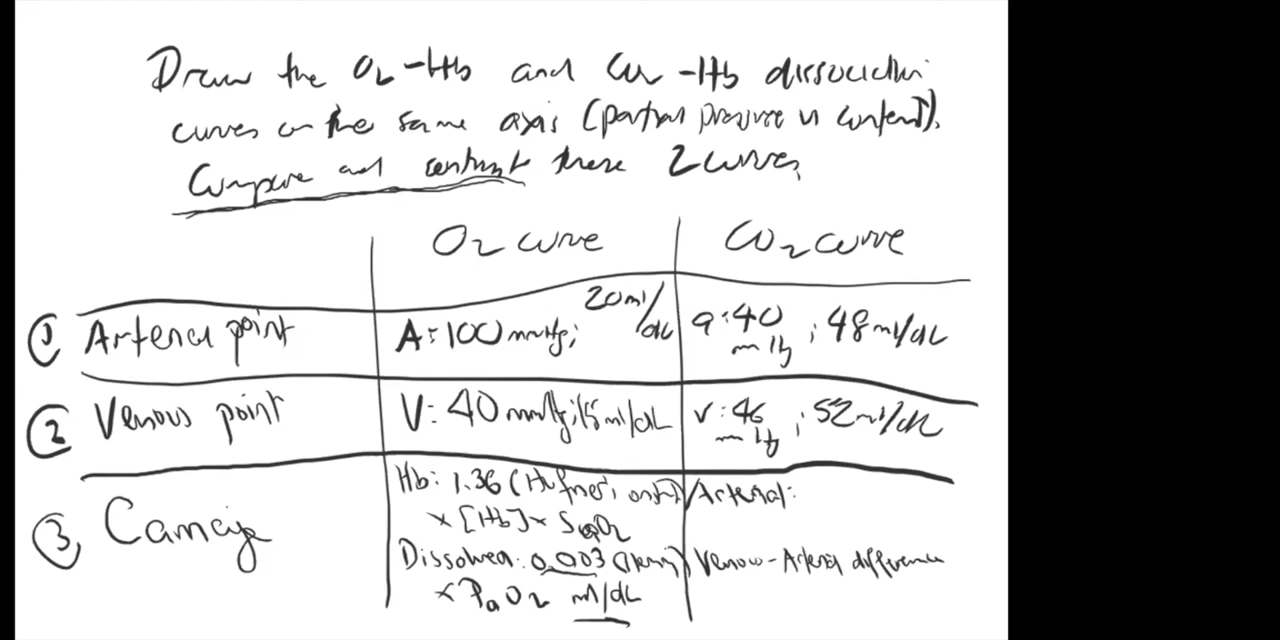 Draw the O2-Hb and CO2-Hb dissociation
curves on the same axis (partial pressure vs content).
Compare and contrast these 2 curves,
O2 curve
CO2 curve
① Arterial point
A: 100 mmHg; 20 ml/dL
a: 40 mmHg; 48 ml/dL
② Venous point
V: 40 mmHg; 15 ml/dL
v: 46 mmHg; 52 ml/dL
③ Carriage
Hb: 1.36 (Hufner's const)
x [Hb] x SaO2
Dissolved: 0.003 (Henry)
x PaO2 ml/dL
Arterial:
Venous-Arterial difference